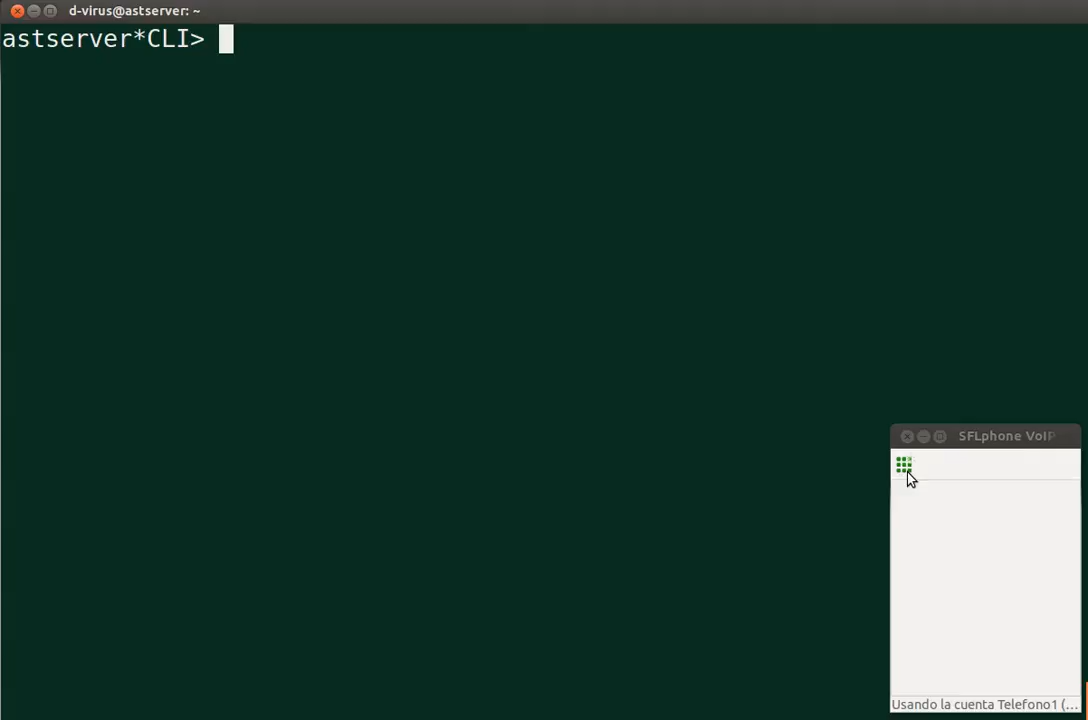 d-virus@astserver: ~
astserver*CLI>
SFLphone VoIP
Usando la cuenta Telefono1 (...